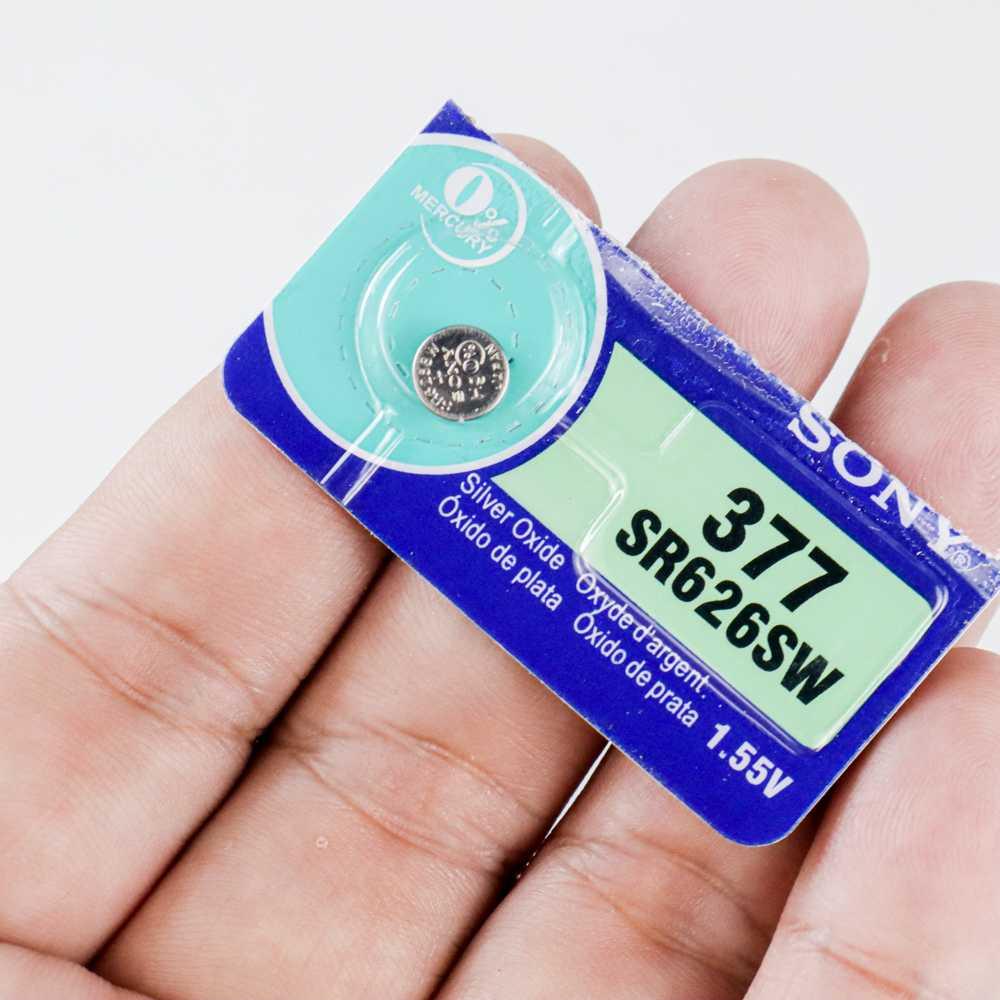 0%
MERCURY
SONY®
377
SR626SW
Silver Oxide Oxyde d'argent.
Óxido de plata Óxido de prata
1.55V